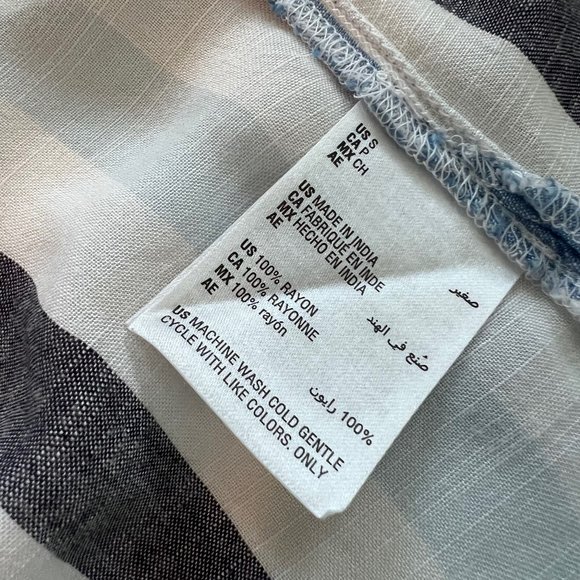 US S
CA P
MX CH
AE صغير
US MADE IN INDIA
CA FABRIQUÉ EN INDE
MX HECHO EN INDIA
AE صُنع في الهند
US 100% RAYON
CA 100% RAYONNE
MX 100% rayón
AE 100% رايون
US MACHINE WASH COLD GENTLE
CYCLE WITH LIKE COLORS. ONLY